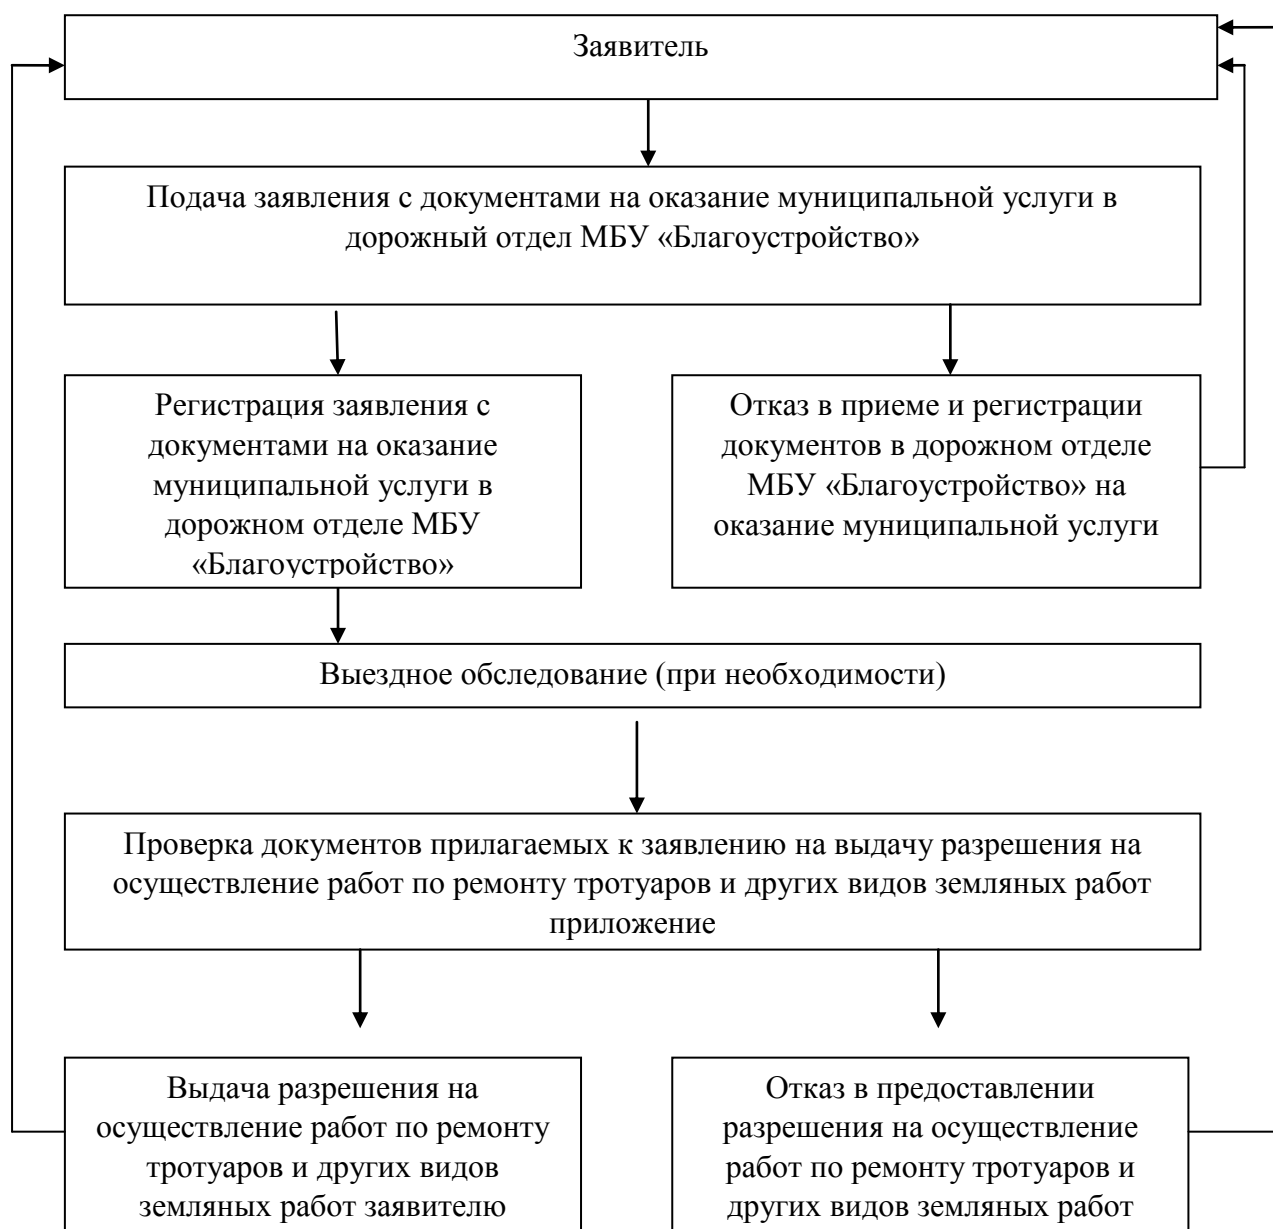 Заявитель
Подача заявления с документами на оказание муниципальной услуги в
дорожный отдел МБУ «Благоустройство»
Регистрация заявления с
документами на оказание
муниципальной услуги в
дорожном отделе МБУ
«Благоустройство»
Отказ в приеме и регистрации
документов в дорожном отделе
МБУ «Благоустройство» на
оказание муниципальной услуги
Выездное обследование (при необходимости)
Проверка документов прилагаемых к заявлению на выдачу разрешения на
осуществление работ по ремонту тротуаров и других видов земляных работ
приложение
Выдача разрешения на
осуществление работ по ремонту
тротуаров и других видов
земляных работ заявителю
Отказ в предоставлении
разрешения на осуществление
работ по ремонту тротуаров и
других видов земляных работ